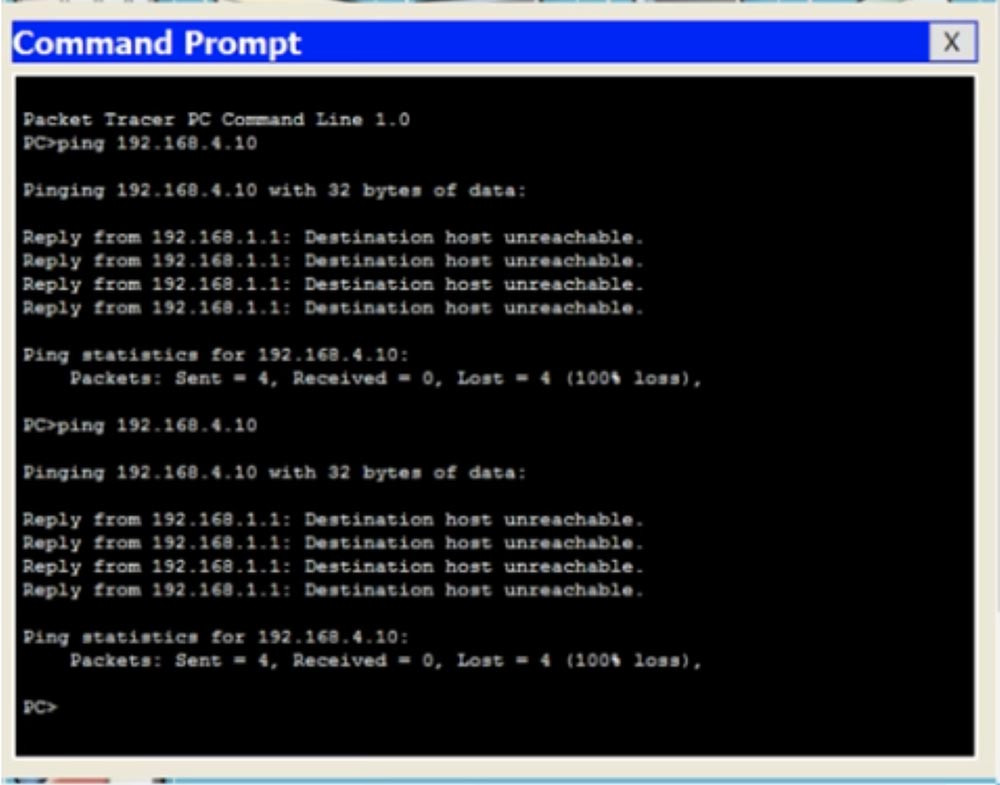 Command Prompt
X
Packet Tracer PC Command Line 1.0
PC>ping 192.168.4.10
Pinging 192.168.4.10 with 32 bytes of data:
Reply from 192.168.1.1: Destination host unreachable.
Reply from 192.168.1.1: Destination host unreachable.
Reply from 192.168.1.1: Destination host unreachable.
Reply from 192.168.1.1: Destination host unreachable.
Ping statistics for 192.168.4.10:
Packets: Sent = 4, Received = 0, Lost = 4 (100% loss),
PC>ping 192.168.4.10
Pinging 192.168.4.10 with 32 bytes of data:
Reply from 192.168.1.1: Destination host unreachable.
Reply from 192.168.1.1: Destination host unreachable.
Reply from 192.168.1.1: Destination host unreachable.
Reply from 192.168.1.1: Destination host unreachable.
Ping statistics for 192.168.4.10:
Packets: Sent = 4, Received = 0, Lost = 4 (100% loss),
PC>